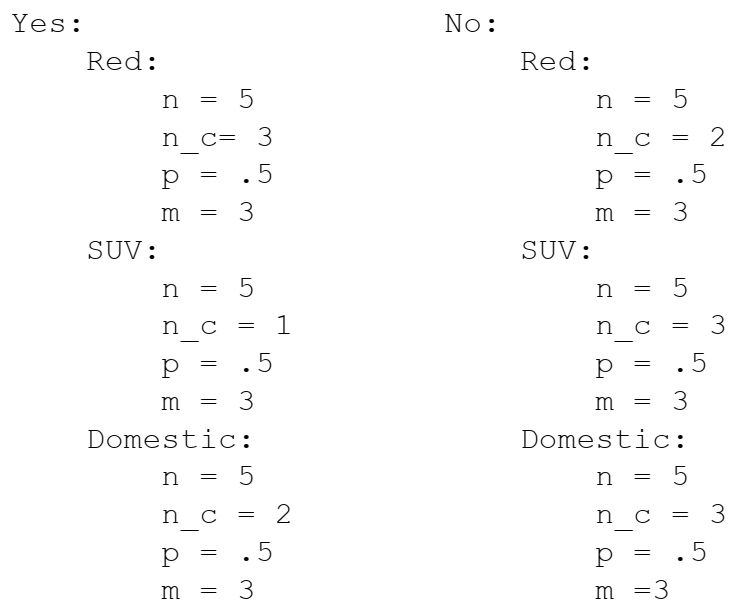 Yes:
Red:
n = 5
n_c= 3
p = .5
m = 3
SUV:
n = 5
n_c = 1
p = .5
m = 3
Domestic:
n = 5
n_c = 2
p = .5
m = 3
No:
Red:
n = 5
n_c = 2
p = .5
m = 3
SUV:
n = 5
n_c = 3
p = .5
m = 3
Domestic:
n = 5
n_c = 3
p = .5
m =3